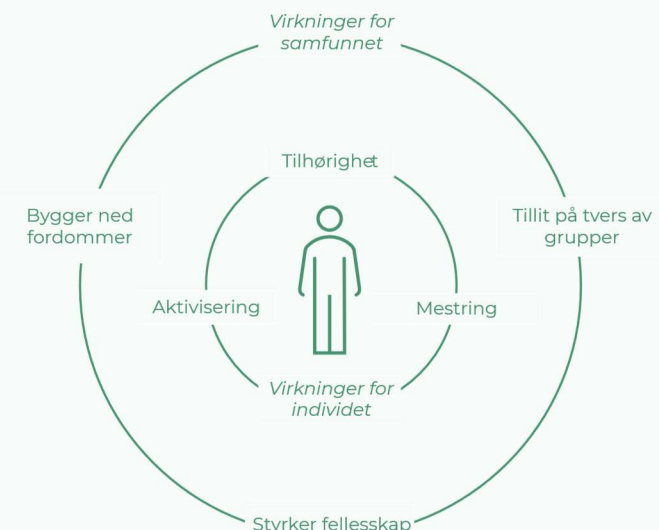 Virkninger for
samfunnet
Tilhørighet
Bygger ned
fordommer
Tillit på tvers av
grupper
Aktivisering
Mestring
Virkninger for
individet
Styrker fellesskap